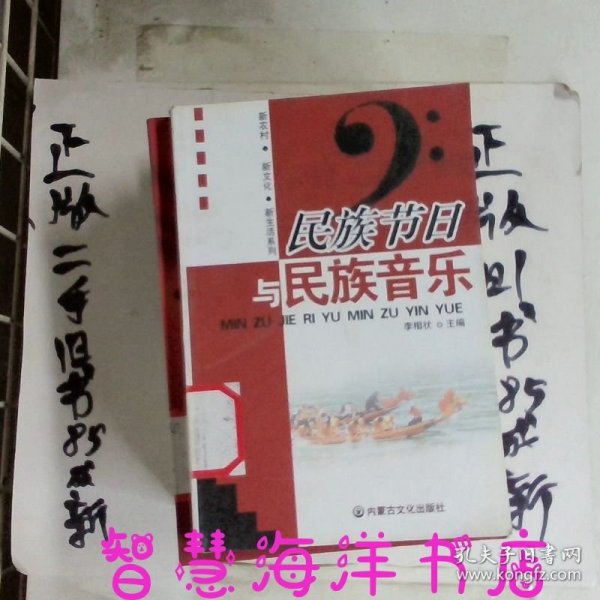 新农村●新文化●新生活系列
民族节日
与民族音乐
MIN ZU JIE RI YU MIN ZU YIN YUE
李相状 主编
内蒙古文化出版社
正版二手旧书85成新
正版旧书85成新
智慧海洋书店
孔夫子旧书网
www.kongfz.com